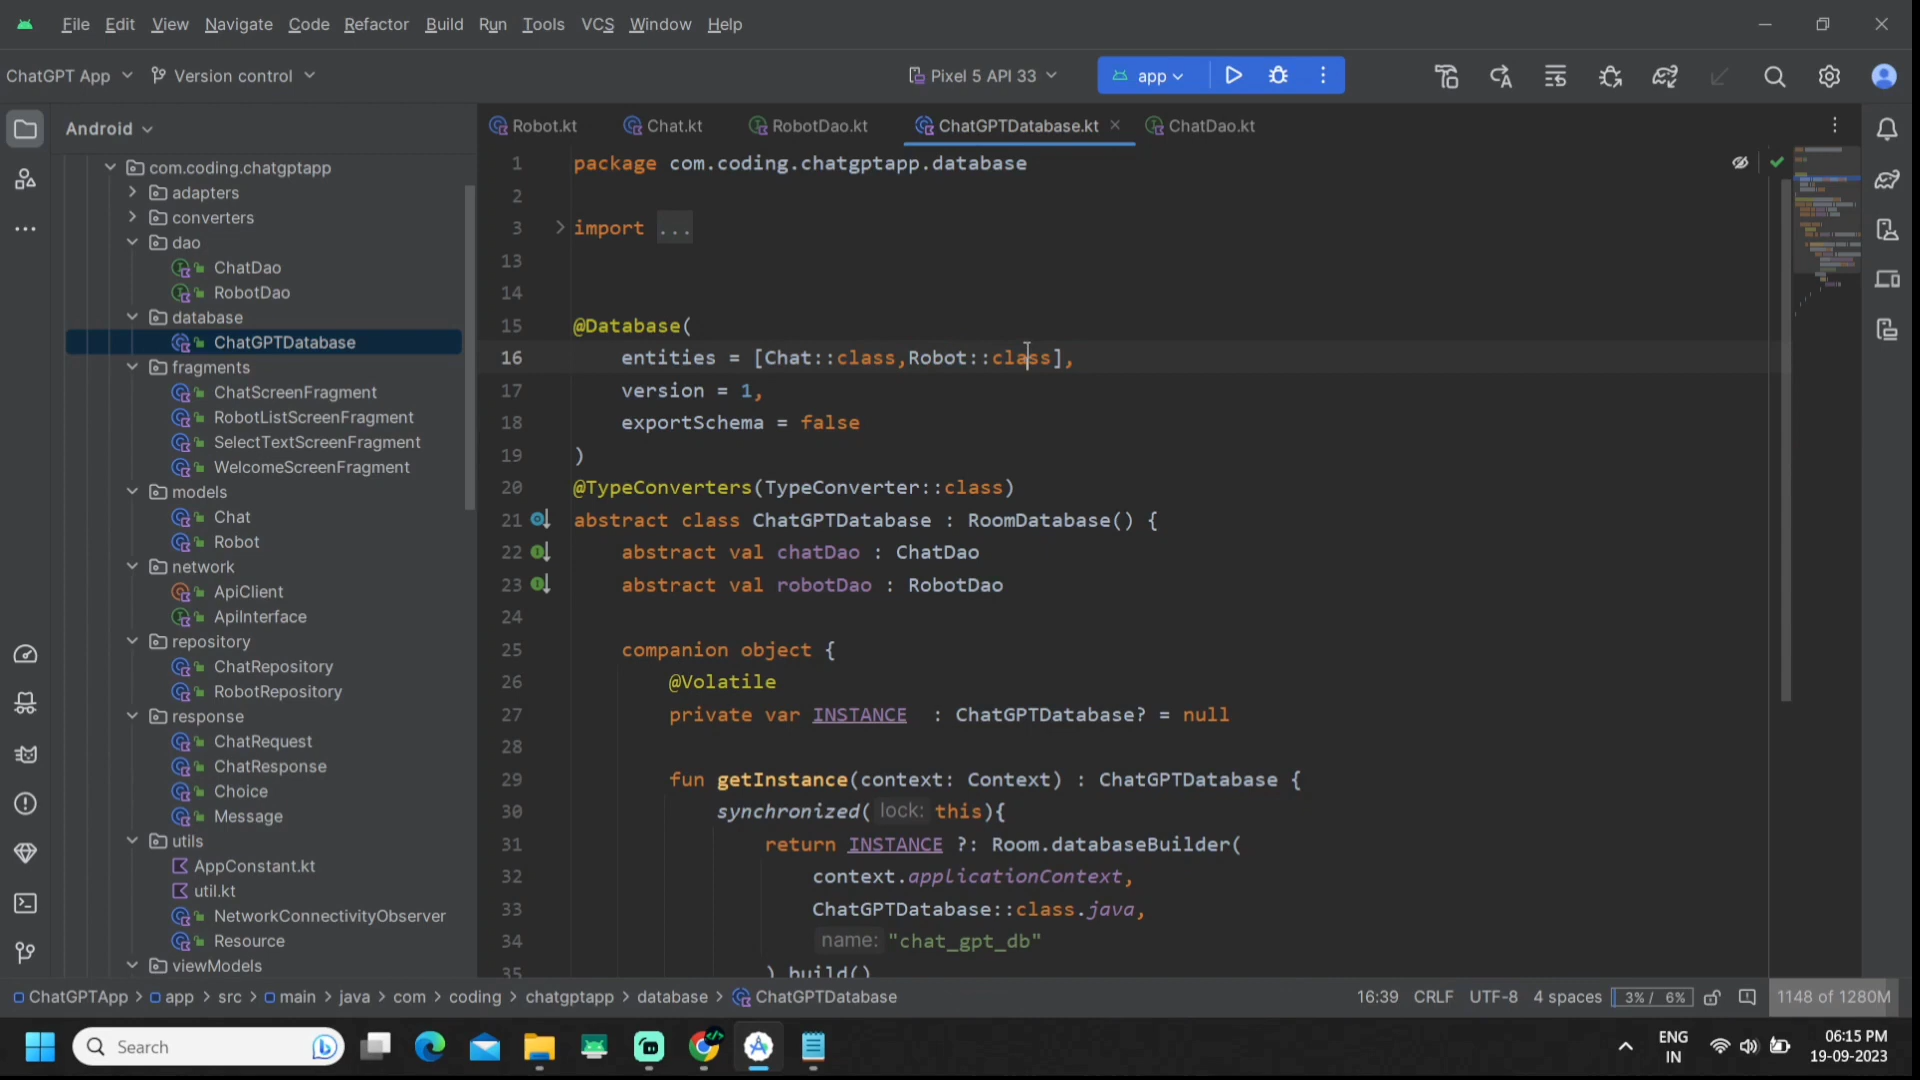 File Edit View Navigate Code Refactor Build Run Tools VCS Window Help
ChatGPT App Version control Pixel 5 API 33 app
Android
com.coding.chatgptapp
adapters
converters
dao
ChatDao
RobotDao
database
ChatGPTDatabase
fragments
ChatScreenFragment
RobotListScreenFragment
SelectTextScreenFragment
WelcomeScreenFragment
models
Chat
Robot
network
ApiClient
ApiInterface
repository
ChatRepository
RobotRepository
response
ChatRequest
ChatResponse
Choice
Message
utils
AppConstant.kt
util.kt
NetworkConnectivityObserver
Resource
viewModels
Robot.kt Chat.kt RobotDao.kt ChatGPTDatabase.kt ChatDao.kt
1 package com.coding.chatgptapp.database
2
3 import ...
13
14
15 @Database(
16 entities = [Chat::class,Robot::class],
17 version = 1,
18 exportSchema = false
19 )
20 @TypeConverters(TypeConverter::class)
21 abstract class ChatGPTDatabase : RoomDatabase() {
22 abstract val chatDao : ChatDao
23 abstract val robotDao : RobotDao
24
25 companion object {
26 @Volatile
27 private var INSTANCE : ChatGPTDatabase? = null
28
29 fun getInstance(context: Context) : ChatGPTDatabase {
30 synchronized( lock: this){
31 return INSTANCE ?: Room.databaseBuilder(
32 context.applicationContext,
33 ChatGPTDatabase::class.java,
34 name: "chat_gpt_db"
35 ).build()
ChatGPTApp > app > src > main > java > com > coding > chatgptapp > database > ChatGPTDatabase 16:39 CRLF UTF-8 4 spaces 3% / 6% 1148 of 1280M
Search
ENG
IN
06:15 PM
19-09-2023